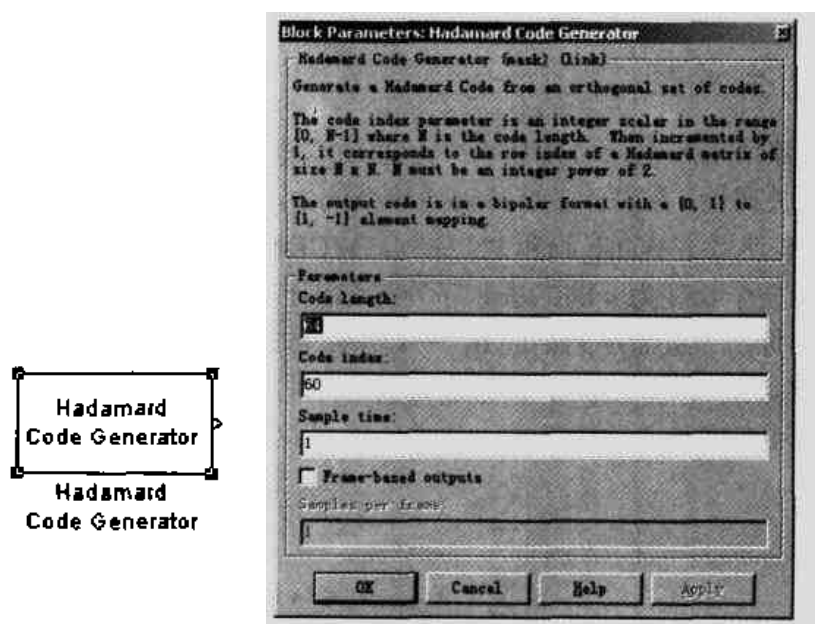 Hadamard
Code Generator
Hadamard
Code Generator
Block Parameters: Hadamard Code Generator
Hadamard Code Generator (mask) (link)
Generate a Hadamard Code from an orthogonal set of codes.
The code index parameter is an integer scalar in the range
[0, N-1] where N is the code length. When incremented by
1, it corresponds to the row index of a Hadamard matrix of
size N x N. N must be an integer power of 2.
The output code is in a bipolar format with a {0, 1} to
{1, -1} element mapping.
Parameters
Code length:
Code index:
60
Sample time:
1
Frame-based outputs
Samples per frame:
1
OK
Cancel
Help
Apply